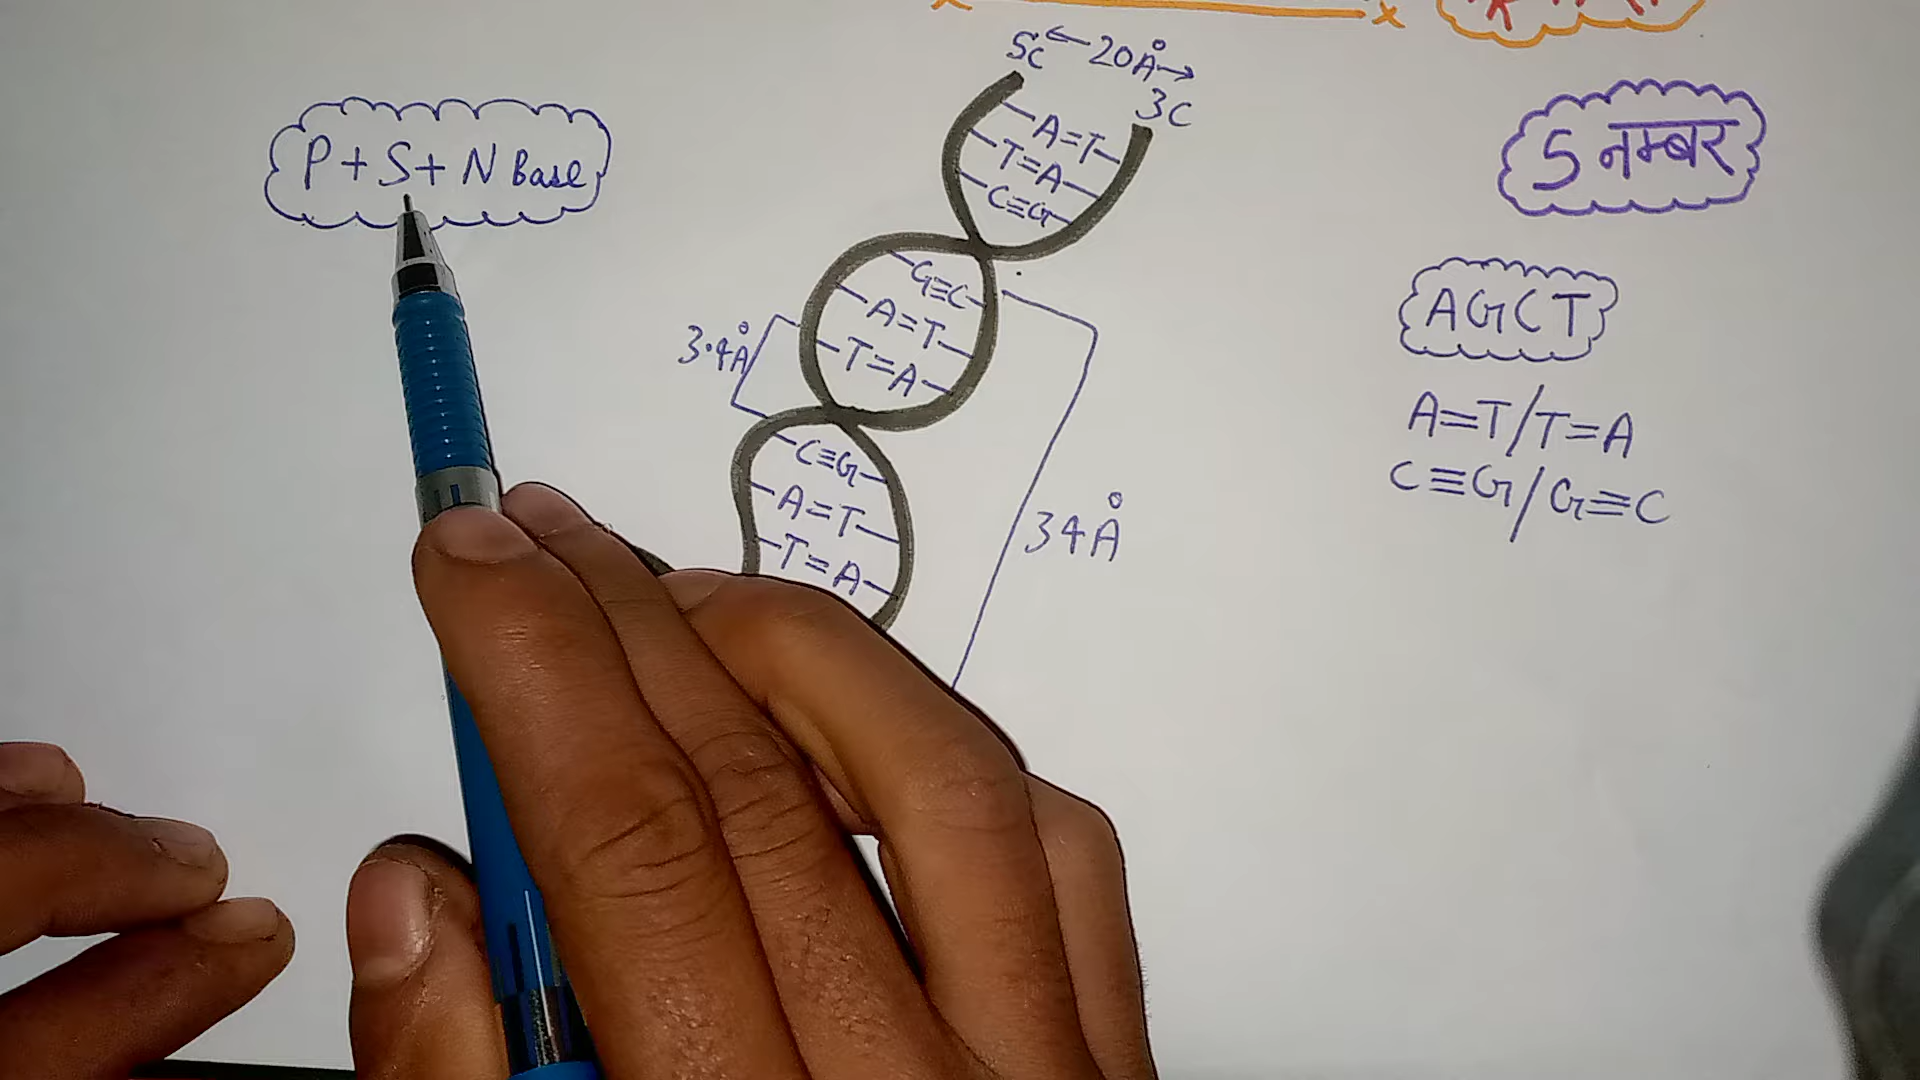 5C ← 20Å →
3C
P + S + N Base
A=T
T=A
C≡G
5 नम्बर
G≡C
A=T
T=A
3.4Å
AGCT
A=T/T=A
C≡G/G≡C
C≡G
A=T
T=A
34Å